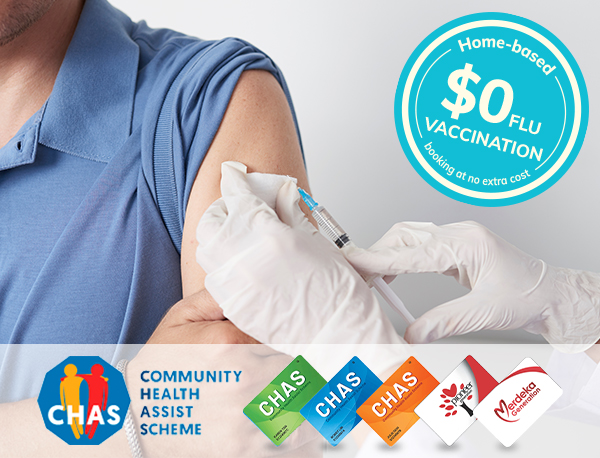 Home-based
$0 FLU
VACCINATION
booking at no extra cost
CHAS
COMMUNITY
HEALTH
ASSIST
SCHEME
CHAS
CHAS
CHAS
pioneer
Merdeka
Generation